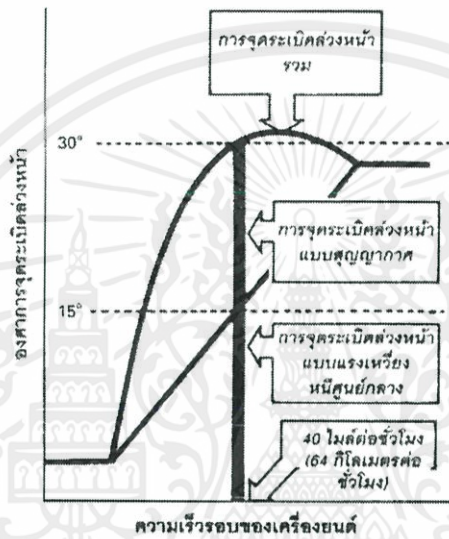 การจุดระเบิดล่วงหน้า
รวม
องศาการจุดระเบิดล่วงหน้า
30°
การจุดระเบิดล่วงหน้า
แบบสุญญากาศ
15°
การจุดระเบิดล่วงหน้า
แบบแรงเหวี่ยง
หนีศูนย์กลาง
40 ไมล์ต่อชั่วโมง
(64 กิโลเมตรต่อ
ชั่วโมง)
ความเร็วรอบของเครื่องยนต์